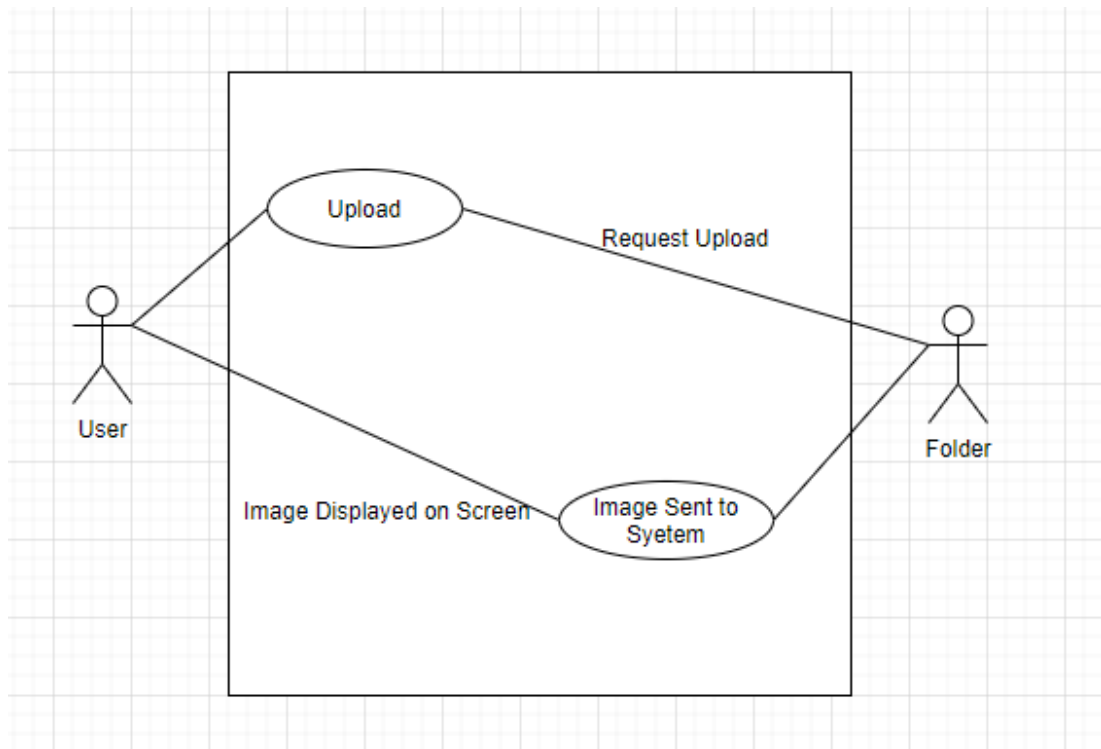 Upload
Request Upload
User
Folder
Image Displayed on Screen
Image Sent to
Syetem